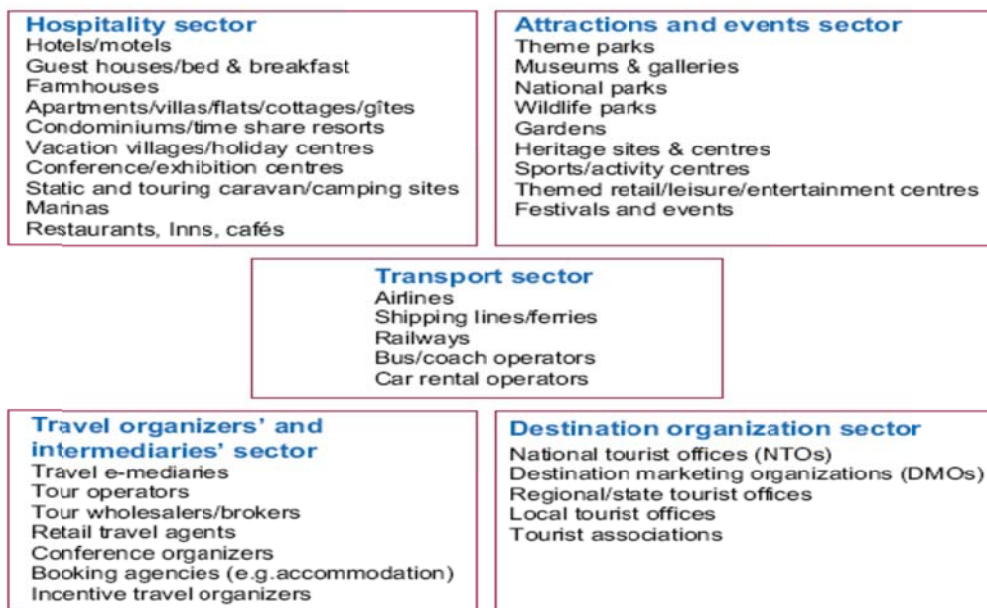 Hospitality sector
Hotels/motels
Guest houses/bed & breakfast
Farmhouses
Apartments/villas/flats/cottages/gîtes
Condominiums/time share resorts
Vacation villages/holiday centres
Conference/exhibition centres
Static and touring caravan/camping sites
Marinas
Restaurants, Inns, cafés
Attractions and events sector
Theme parks
Museums & galleries
National parks
Wildlife parks
Gardens
Heritage sites & centres
Sports/activity centres
Themed retail/leisure/entertainment centres
Festivals and events
Transport sector
Airlines
Shipping lines/ferries
Railways
Bus/coach operators
Car rental operators
Travel organizers' and
intermediaries' sector
Travel e-mediaries
Tour operators
Tour wholesalers/brokers
Retail travel agents
Conference organizers
Booking agencies (e.g.accommodation)
Incentive travel organizers
Destination organization sector
National tourist offices (NTOs)
Destination marketing organizations (DMOs)
Regional/state tourist offices
Local tourist offices
Tourist associations